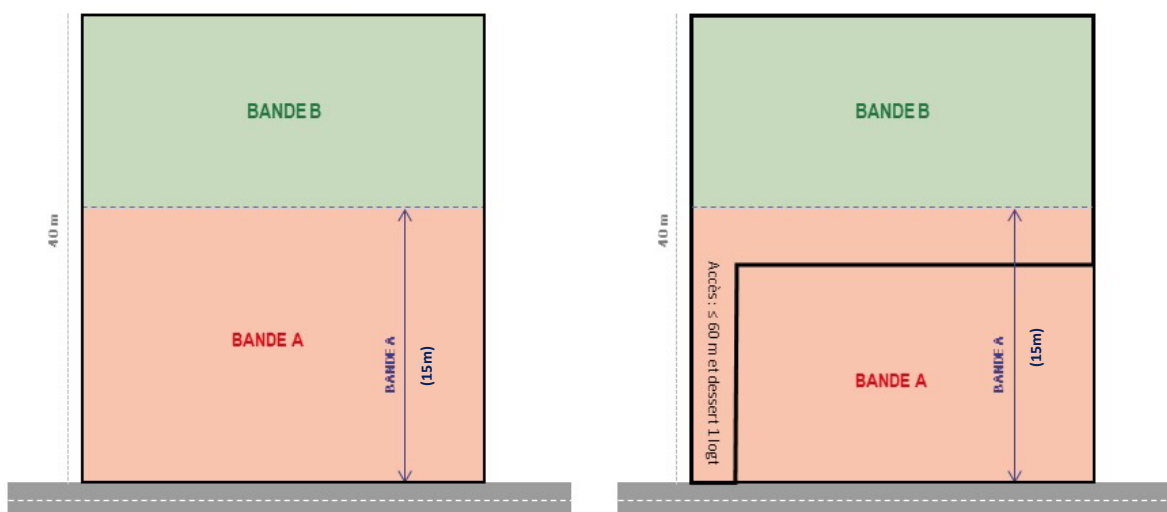 BANDE B
40 m
BANDE A
BANDE A
(15m)
BANDE B
40 m
Accès : ≤ 60 m et dessert 1 logt
BANDE A
BANDE A
(15m)